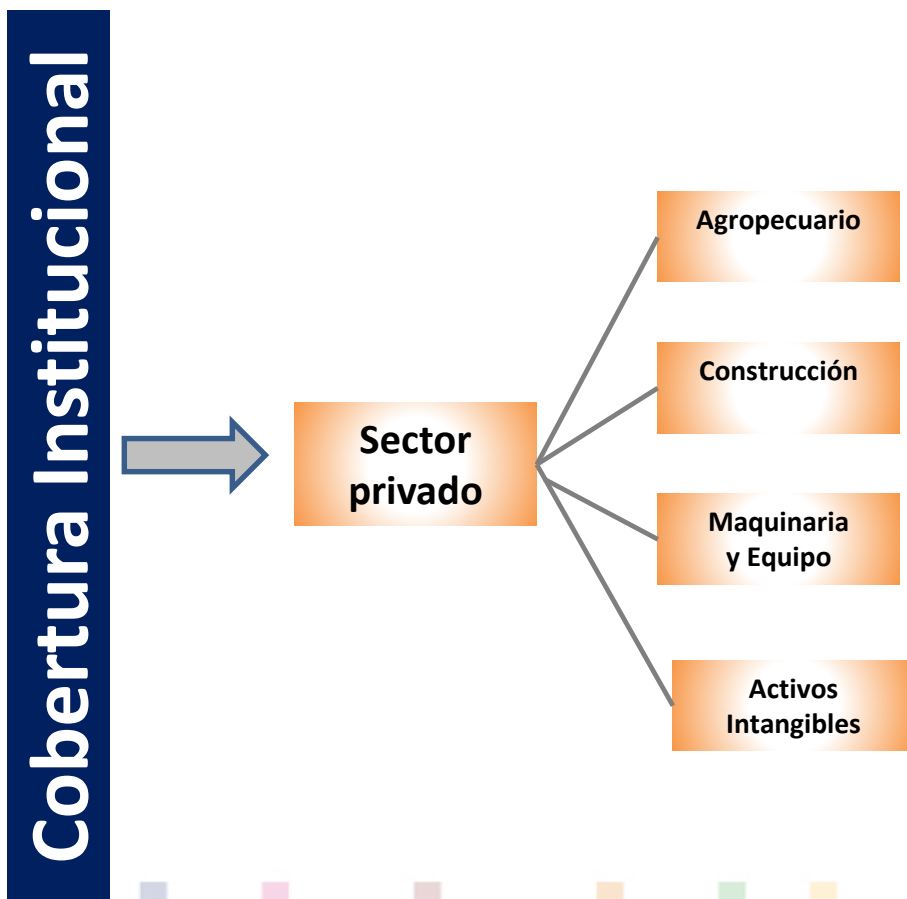 Cobertura Institucional
Sector
privado
Agropecuario
Construcción
Maquinaria
y Equipo
Activos
Intangibles